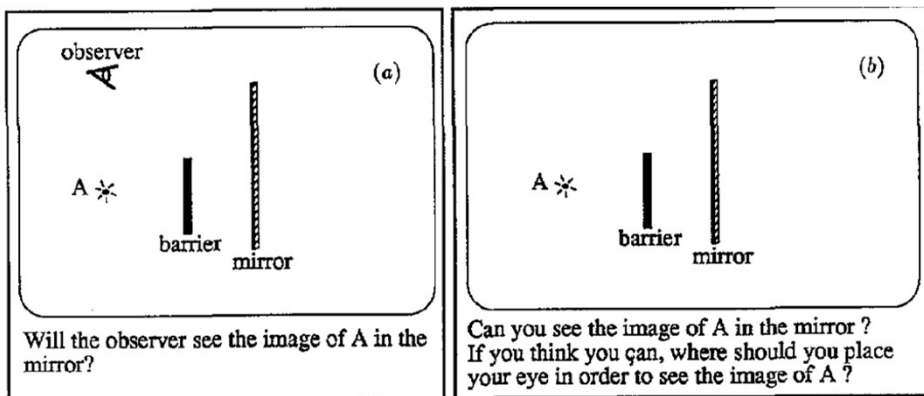 observer
(a)
A
barrier
mirror
Will the observer see the image of A in the
mirror?
(b)
A
barrier
mirror
Can you see the image of A in the mirror ?
If you think you çan, where should you place
your eye in order to see the image of A ?